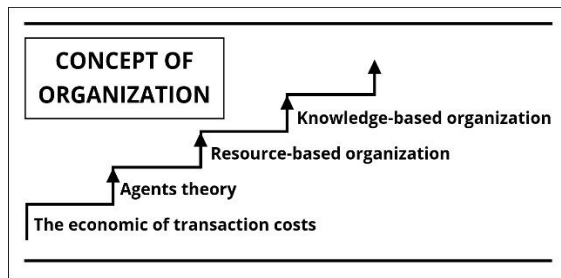 CONCEPT OF
ORGANIZATION
Knowledge-based organization
Resource-based organization
Agents theory
The economic of transaction costs